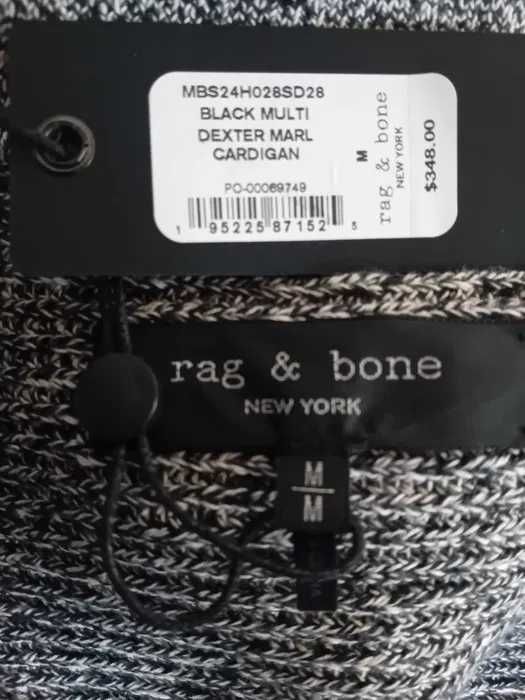 MBS24H028SD28
BLACK MULTI
DEXTER MARL
CARDIGAN
PO-00069749
1 95225 87152 5
M
rag & bone
NEW YORK
$348.00
rag & bone
NEW YORK
M
M